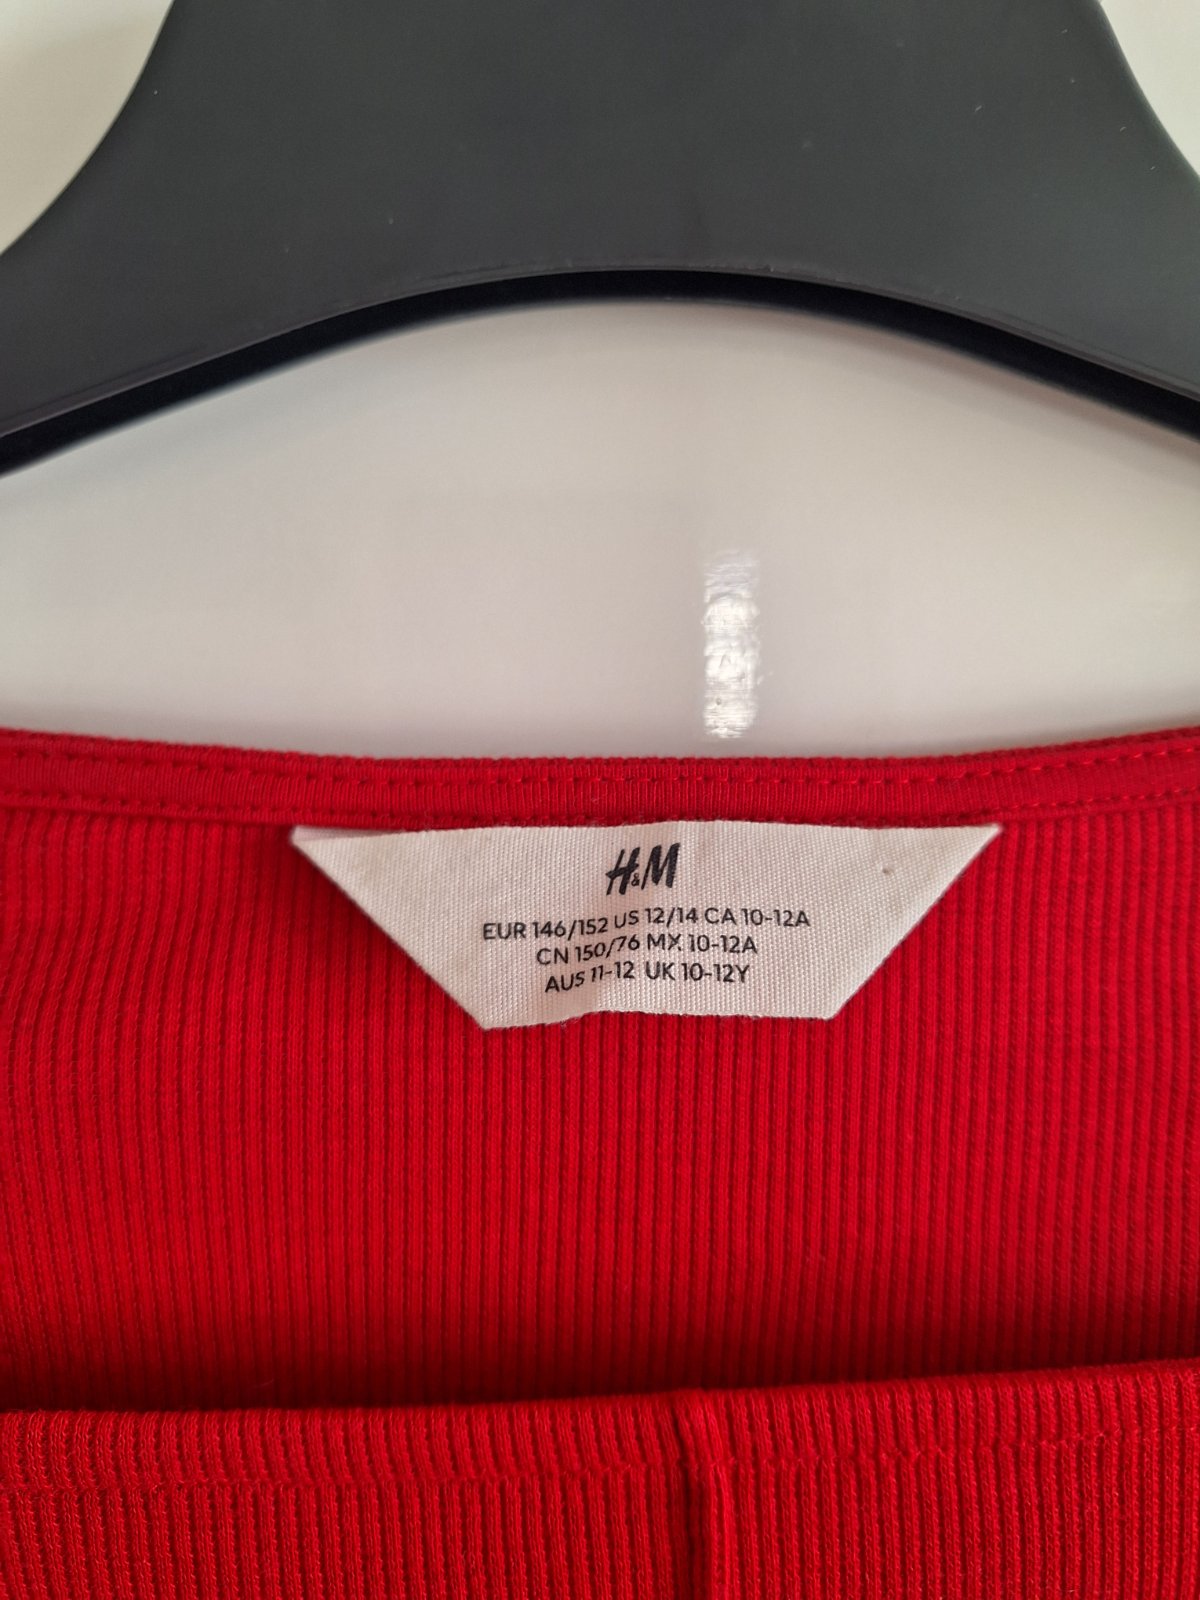 H&M
EUR 146/152 US 12/14 CA 10-12A
CN 150/76 MX 10-12A
AUS 11-12 UK 10-12Y